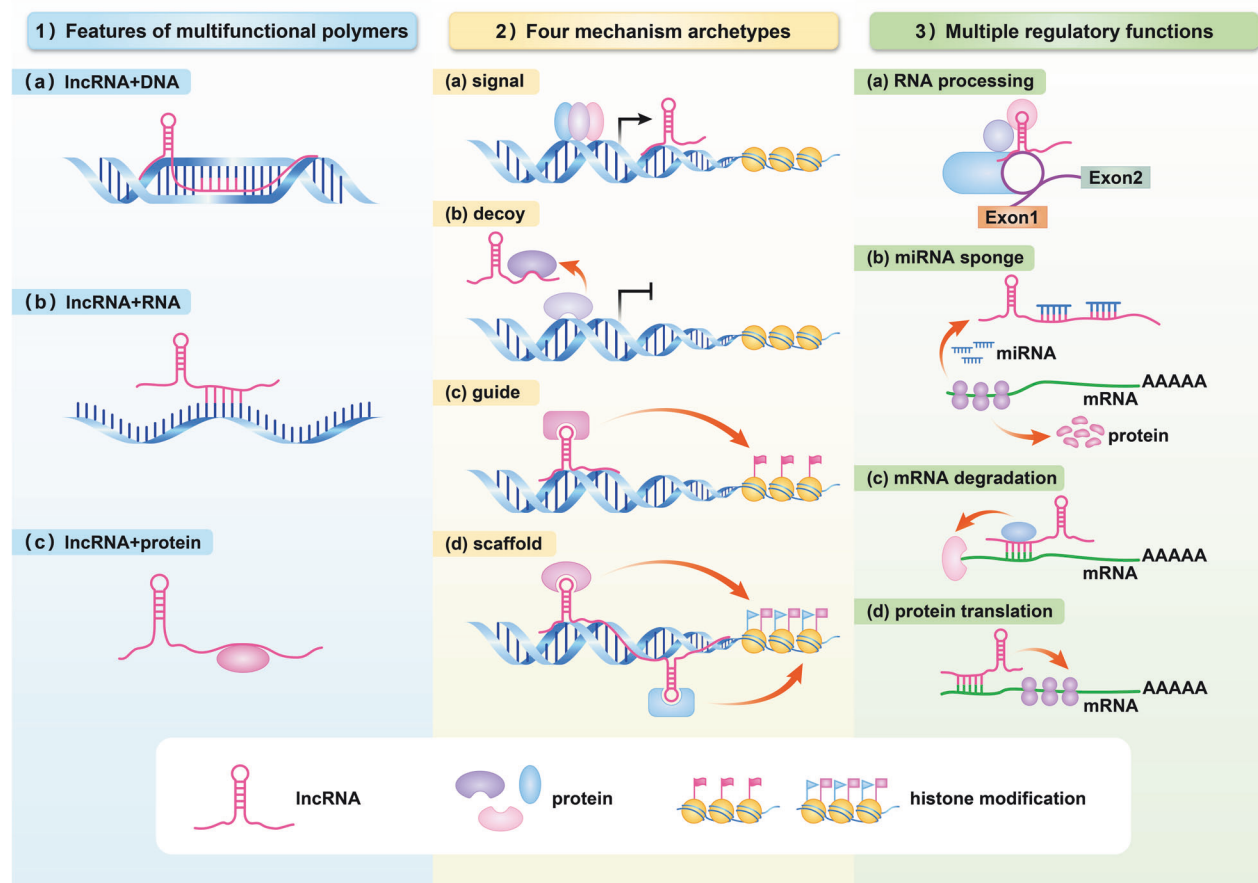 1) Features of multifunctional polymers
(a) lncRNA+DNA
(b) lncRNA+RNA
(c) lncRNA+protein
2) Four mechanism archetypes
(a) signal
(b) decoy
(c) guide
(d) scaffold
3) Multiple regulatory functions
(a) RNA processing
Exon2
Exon1
(b) miRNA sponge
miRNA
AAAAA
mRNA
protein
(c) mRNA degradation
AAAAA
mRNA
(d) protein translation
AAAAA
mRNA
lncRNA
protein
histone modification